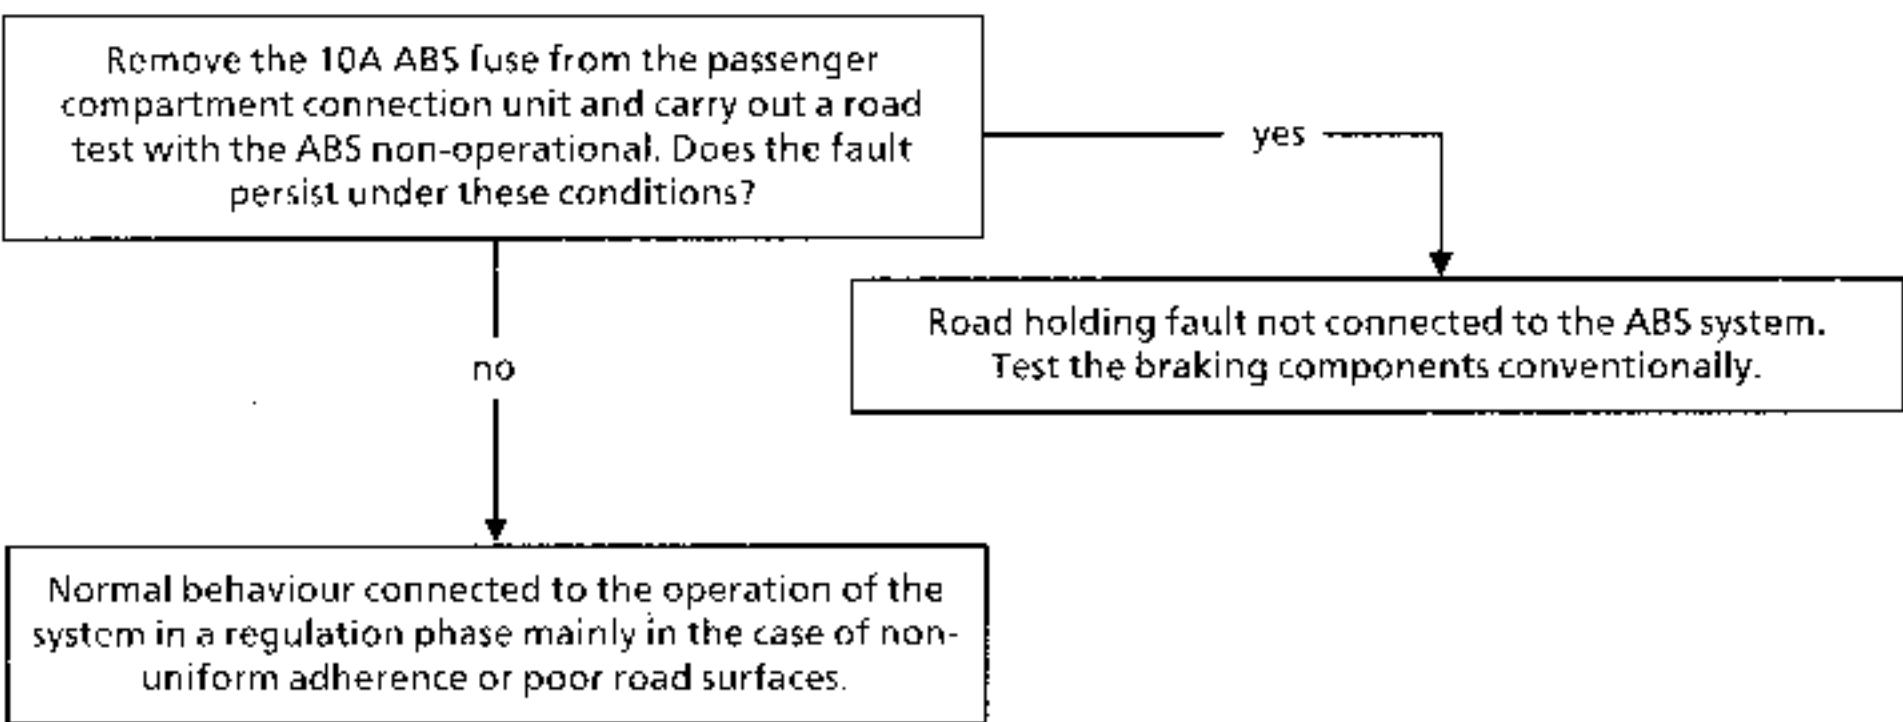 Remove the 10A ABS fuse from the passenger
compartment connection unit and carry out a road
test with the ABS non-operational. Does the fault
persist under these conditions?
yes
Road holding fault not connected to the ABS system.
Test the braking components conventionally.
no
Normal behaviour connected to the operation of the
system in a regulation phase mainly in the case of non-
uniform adherence or poor road surfaces.